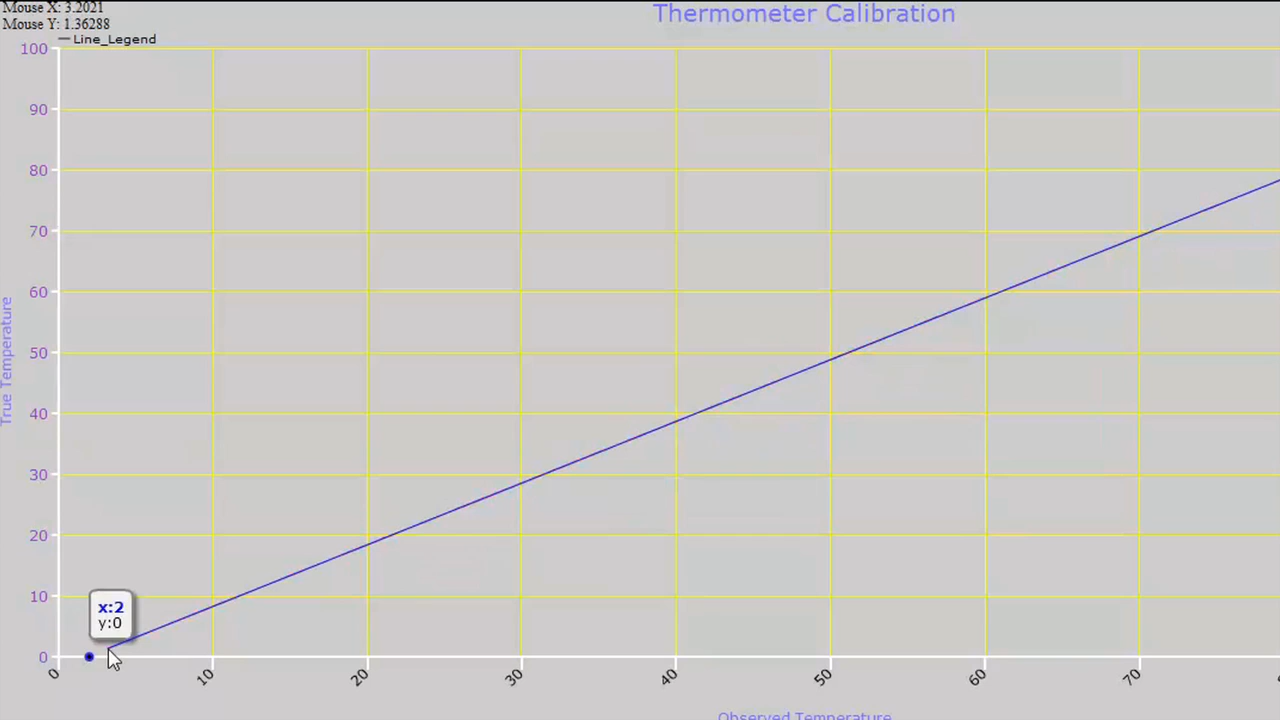 Mouse X: 3.2021
Mouse Y: 1.36288
Thermometer Calibration
Line_Legend
100
90
80
70
60
50
40
30
20
10
0
True Temperature
x:2
y:0
0
10
20
30
40
50
60
70
Observed Temperature